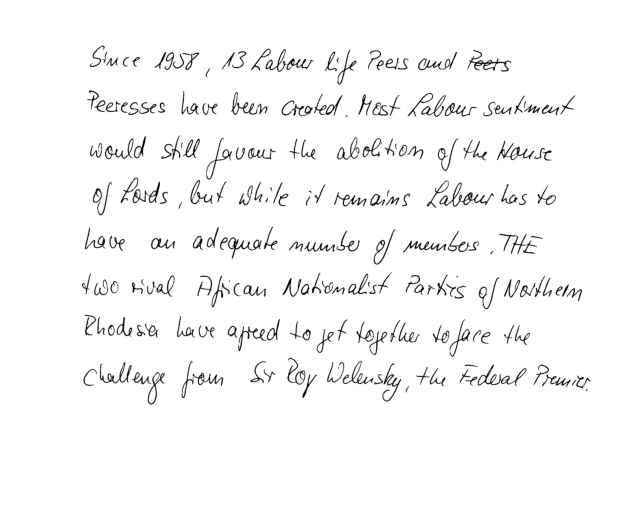 Since 1958, 13 Labour life Peers and Peers
Peeresses have been created. Most Labour sentiment
would still favour the abolition of the House
of Lords, but while it remains Labour has to
have an adequate number of members. THE
two rival African Nationalist Parties of Northern
Rhodesia have agreed to get together to face the
challenge from Sir Roy Welensky, the Federal Premier.